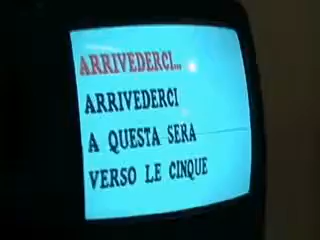 ARRIVEDERCI...
ARRIVEDERCI
A QUESTA SERA
VERSO LE CINQUE